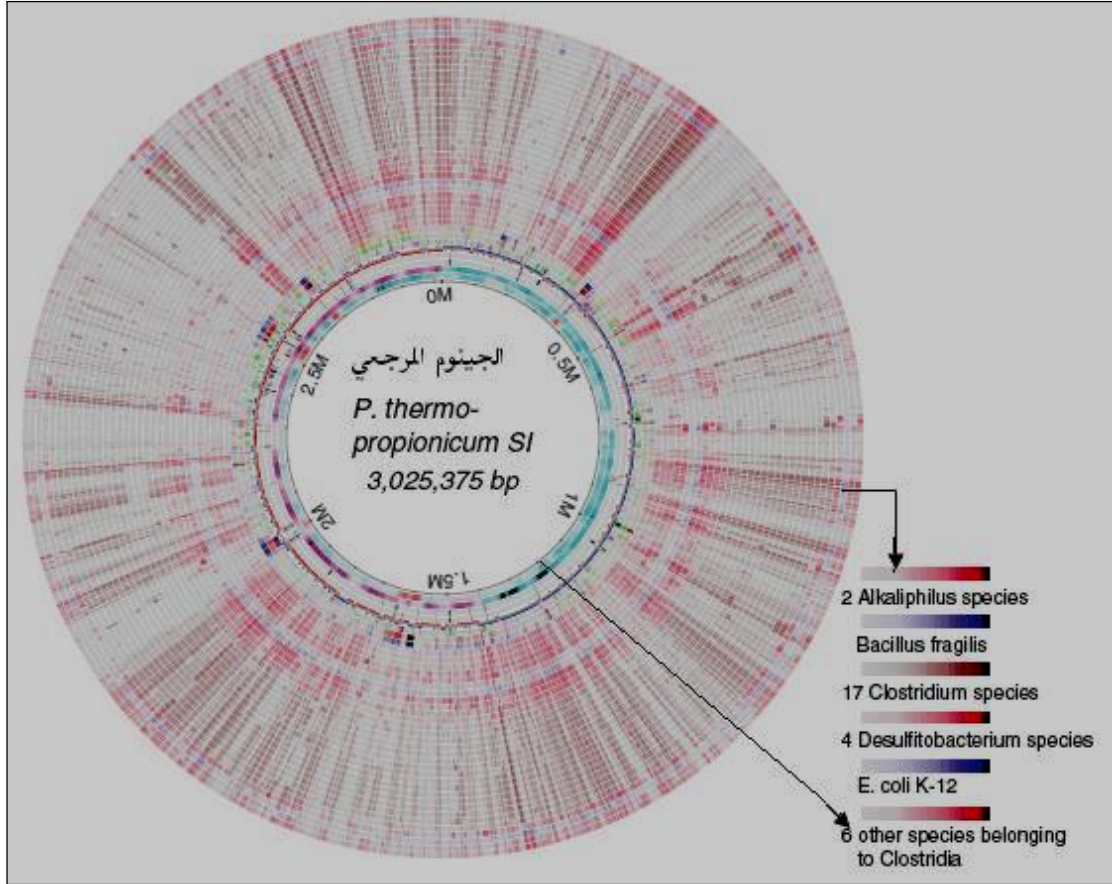 0M
0.5M
1M
1.5M
2M
2.5M
الجينوم المرجعي
P. thermo-
propionicum SI
3,025,375 bp
2 Alkaliphilus species
Bacillus fragilis
17 Clostridium species
4 Desulfitobacterium species
E. coli K-12
6 other species belonging
to Clostridia